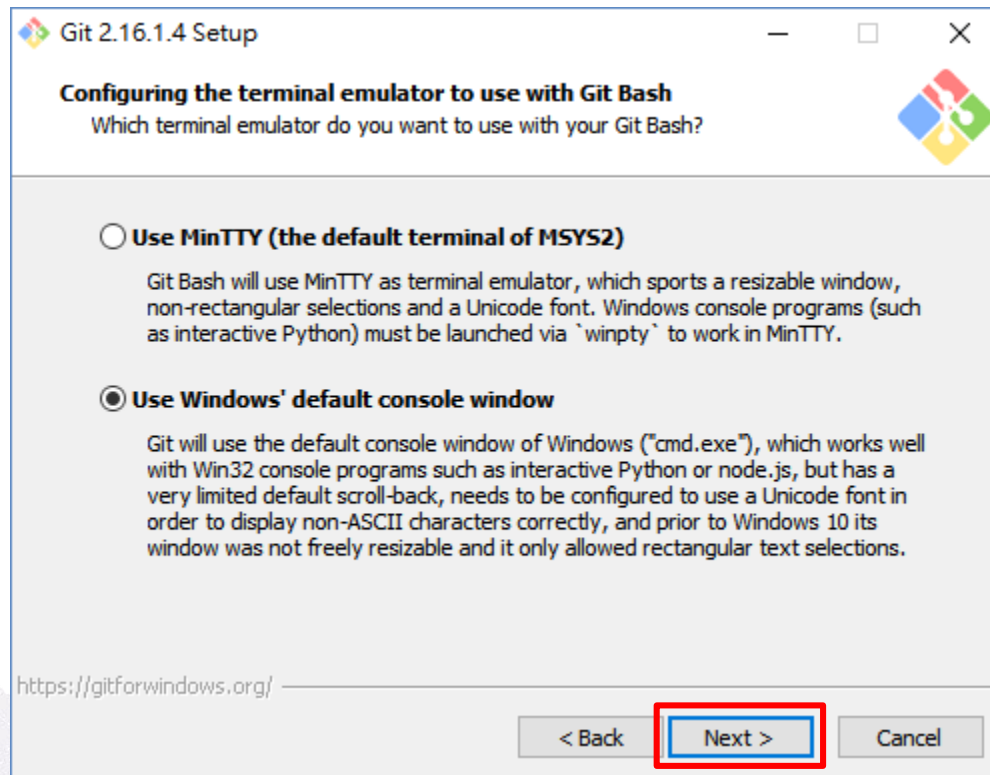 Git 2.16.1.4 Setup
Configuring the terminal emulator to use with Git Bash
Which terminal emulator do you want to use with your Git Bash?
Use MinTTY (the default terminal of MSYS2)
Git Bash will use MinTTY as terminal emulator, which sports a resizable window,
non-rectangular selections and a Unicode font. Windows console programs (such
as interactive Python) must be launched via `winpty` to work in MinTTY.
Use Windows' default console window
Git will use the default console window of Windows ("cmd.exe"), which works well
with Win32 console programs such as interactive Python or node.js, but has a
very limited default scroll-back, needs to be configured to use a Unicode font in
order to display non-ASCII characters correctly, and prior to Windows 10 its
window was not freely resizable and it only allowed rectangular text selections.
https://gitforwindows.org/
< Back Next > Cancel